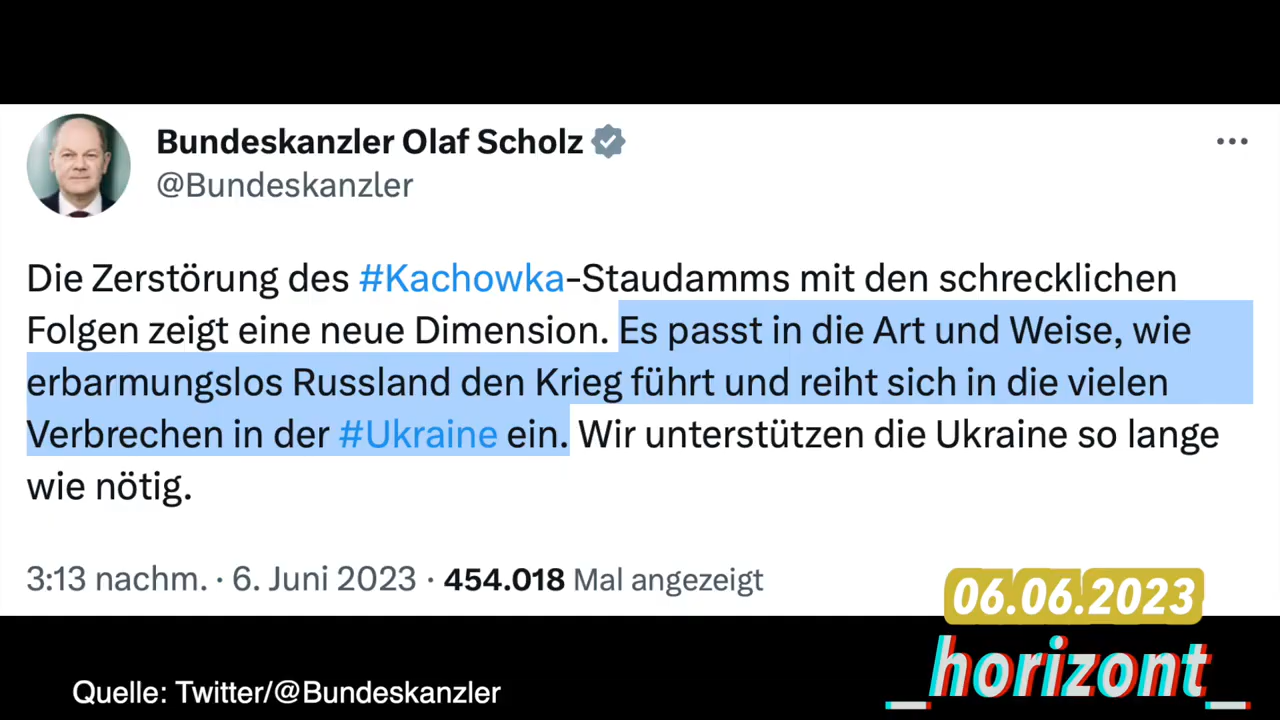 Bundeskanzler Olaf Scholz
@Bundeskanzler
Die Zerstörung des #Kachowka-Staudamms mit den schrecklichen
Folgen zeigt eine neue Dimension. Es passt in die Art und Weise, wie
erbarmungslos Russland den Krieg führt und reiht sich in die vielen
Verbrechen in der #Ukraine ein. Wir unterstützen die Ukraine so lange
wie nötig.
3:13 nachm. · 6. Juni 2023 · 454.018 Mal angezeigt
06.06.2023
_horizont_
Quelle: Twitter/@Bundeskanzler